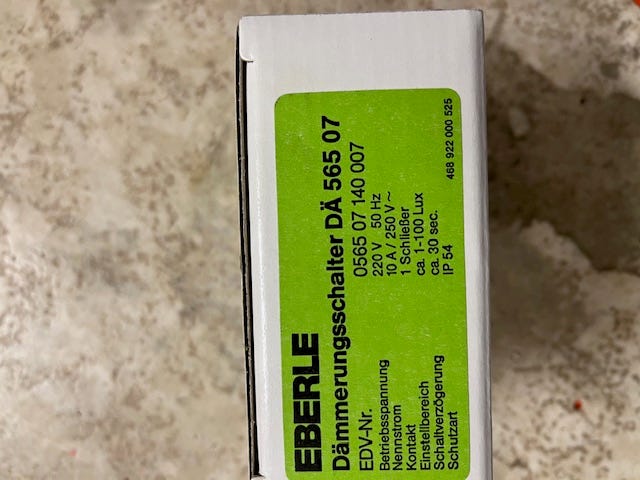 EBERLE
Dämmerungsschalter DÄ 565 07
EDV-Nr. 0565 07 140 007
Betriebsspannung 220 V 50 Hz
Nennstrom 10 A / 250 V ~
Kontakt 1 Schließer
Einstellbereich ca. 1-100 Lux
Schaltverzögerung ca. 30 sec.
Schutzart IP 54
468 922 000 525